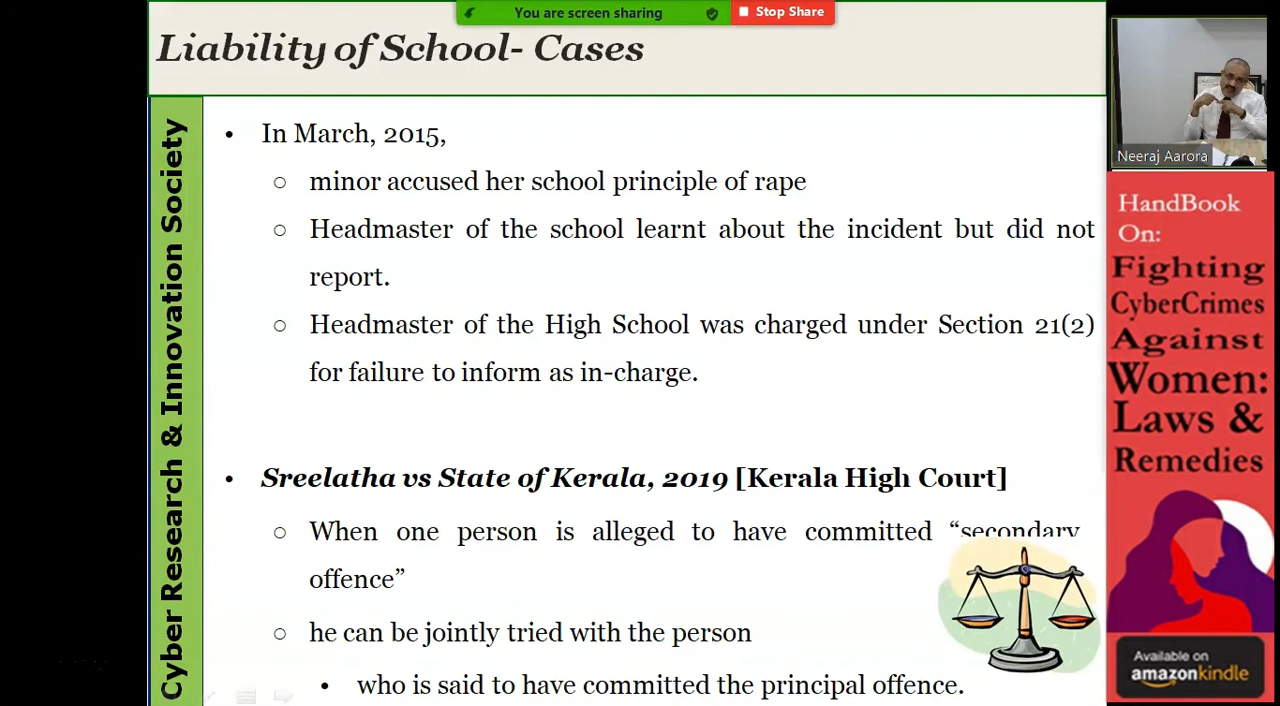 You are screen sharing
Stop Share
Liability of School- Cases
Cyber Research & Innovation Society
• In March, 2015,
○ minor accused her school principle of rape
○ Headmaster of the school learnt about the incident but did not
report.
○ Headmaster of the High School was charged under Section 21(2)
for failure to inform as in-charge.
• Sreelatha vs State of Kerala, 2019 [Kerala High Court]
○ When one person is alleged to have committed “secondary
offence”
○ he can be jointly tried with the person
• who is said to have committed the principal offence.
Neeraj Aarora
HandBook
On:
Fighting
CyberCrimes
Against
Women:
Laws &
Remedies
Available on
amazonkindle